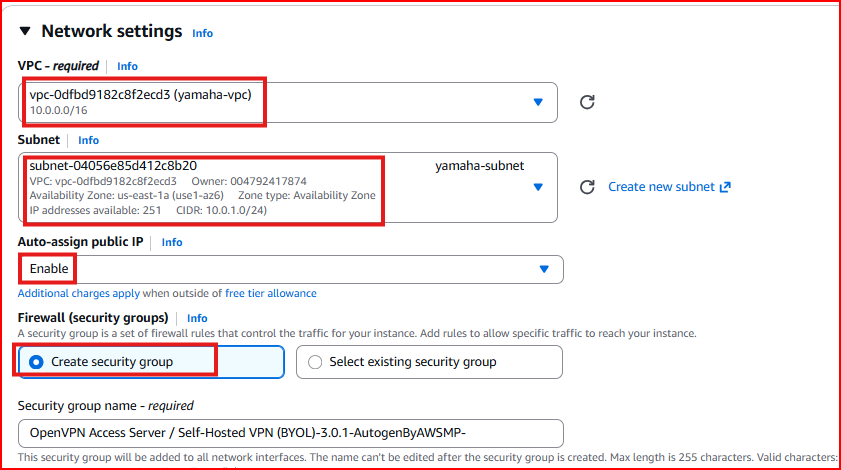 ▼ Network settings Info
VPC - required Info
vpc-0dfbd9182c8f2ecd3 (yamaha-vpc)
10.0.0.0/16
Subnet Info
subnet-04056e85d412c8b20 yamaha-subnet
VPC: vpc-0dfbd9182c8f2ecd3 Owner: 004792417874
Availability Zone: us-east-1a (use1-az6) Zone type: Availability Zone
IP addresses available: 251 CIDR: 10.0.1.0/24)
Create new subnet
Auto-assign public IP Info
Enable
Additional charges apply when outside of free tier allowance
Firewall (security groups) Info
A security group is a set of firewall rules that control the traffic for your instance. Add rules to allow specific traffic to reach your instance.
Create security group
Select existing security group
Security group name - required
OpenVPN Access Server / Self-Hosted VPN (BYOL)-3.0.1-AutogenByAWSMP-
This security group will be added to all network interfaces. The name can't be edited after the security group is created. Max length is 255 characters. Valid characters: